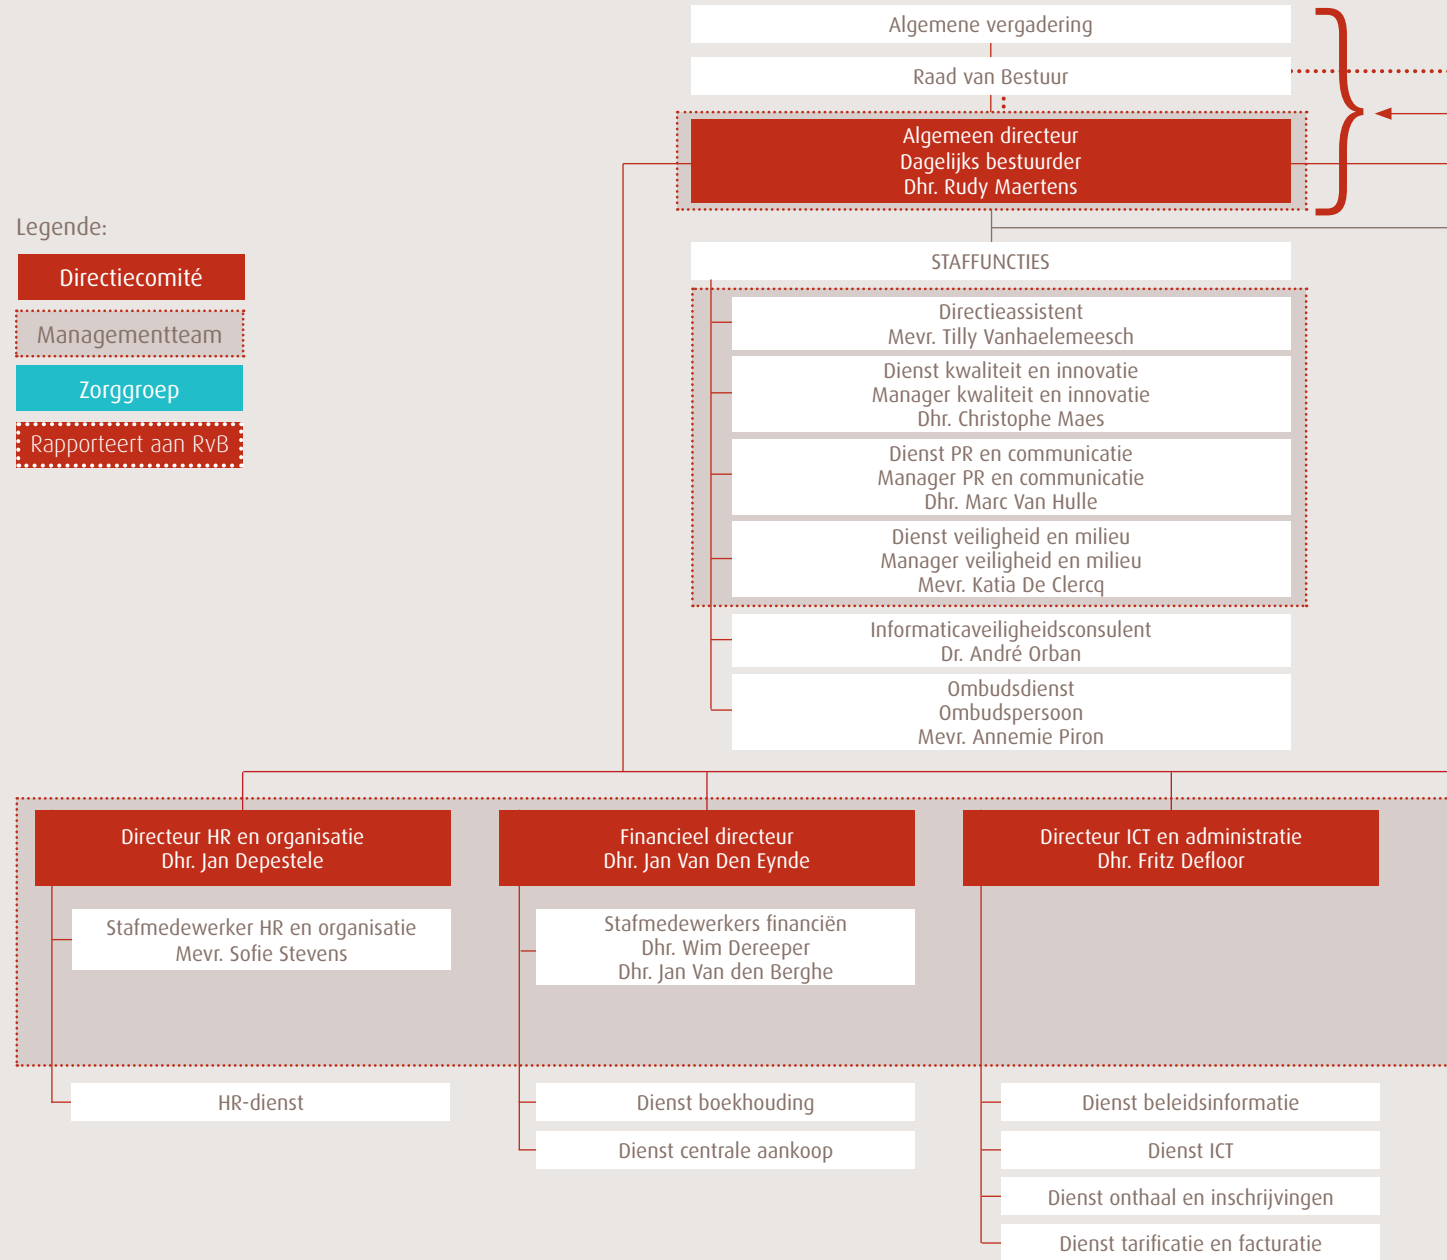 Algemene vergadering
Raad van Bestuur
Algemeen directeur
Dagelijks bestuurder
Dhr. Rudy Maertens
Legende:
Directiecomité
Managementteam
Zorggroep
Rapporteert aan RvB
STAFFUNCTIES
Directieassistent
Mevr. Tilly Vanhaelemeesch
Dienst kwaliteit en innovatie
Manager kwaliteit en innovatie
Dhr. Christophe Maes
Dienst PR en communicatie
Manager PR en communicatie
Dhr. Marc Van Hulle
Dienst veiligheid en milieu
Manager veiligheid en milieu
Mevr. Katia De Clercq
Informaticaveiligheidsconsulent
Dr. André Orban
Ombudsdienst
Ombudspersoon
Mevr. Annemie Piron
Directeur HR en organisatie
Dhr. Jan Depestele
Stafmedewerker HR en organisatie
Mevr. Sofie Stevens
HR-dienst
Financieel directeur
Dhr. Jan Van Den Eynde
Stafmedewerkers financiën
Dhr. Wim Dereeper
Dhr. Jan Van den Berghe
Dienst boekhouding
Dienst centrale aankoop
Directeur ICT en administratie
Dhr. Fritz Defloor
Dienst beleidsinformatie
Dienst ICT
Dienst onthaal en inschrijvingen
Dienst tarificatie en facturatie